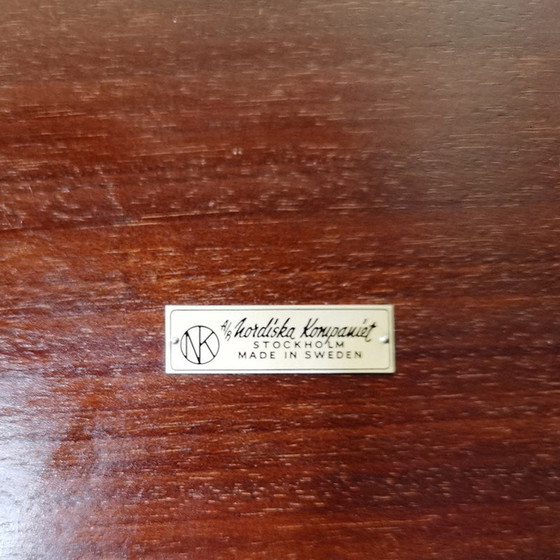 NK
A/B Nordiska Kompaniet
STOCKHOLM
MADE IN SWEDEN